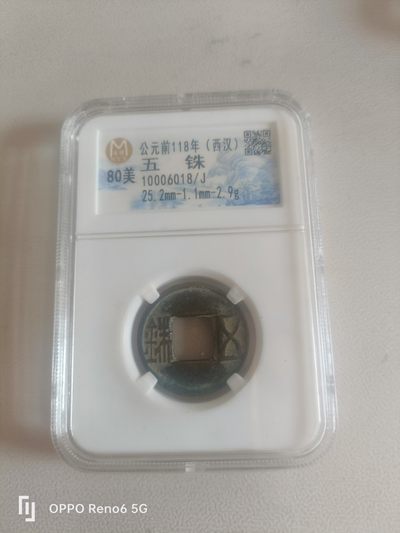 公元前118年（西汉）
五 铢
80美 10006018/J
25.2mm-1.1mm-2.9g
M
五銖
OPPO Reno6 5G